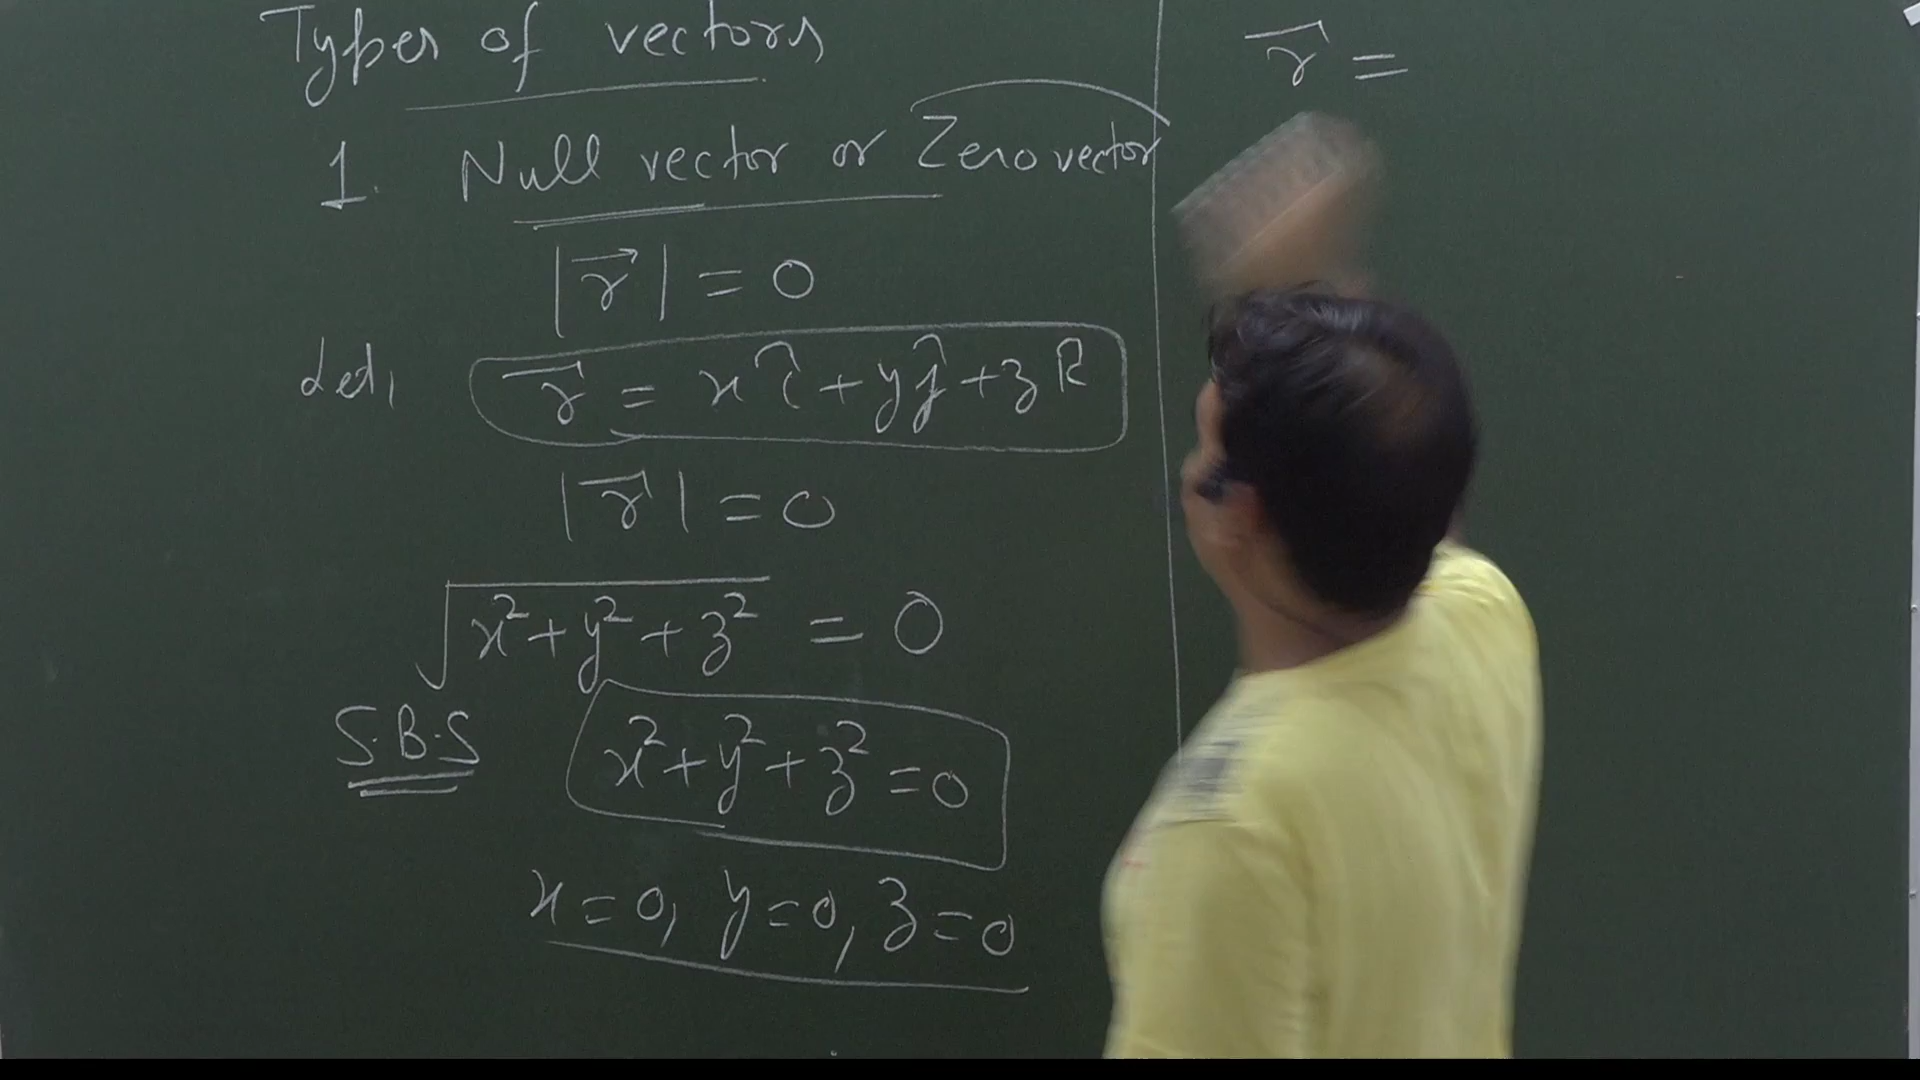 Types of vectors
1. Null vector or Zero vector
|r⃗| = 0
Let, r⃗ = xî + yĵ + zk̂
|r⃗| = 0
√(x² + y² + z²) = 0
S.B.S x² + y² + z² = 0
x = 0, y = 0, z = 0
r⃗ =